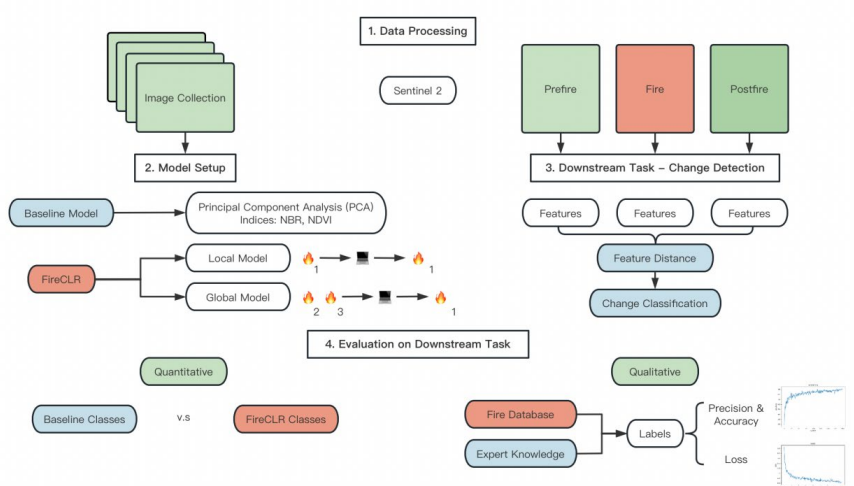 1. Data Processing
Image Collection
Sentinel 2
Prefire
Fire
Postfire
2. Model Setup
3. Downstream Task – Change Detection
Baseline Model
Principal Component Analysis (PCA)
Indices: NBR, NDVI
Features
Features
Features
FireCLR
Local Model
1
1
Feature Distance
Global Model
2
3
1
Change Classification
4. Evaluation on Downstream Task
Quantitative
Qualitative
Baseline Classes
v.s
FireCLR Classes
Fire Database
Expert Knowledge
Labels
Precision &
Accuracy
Loss